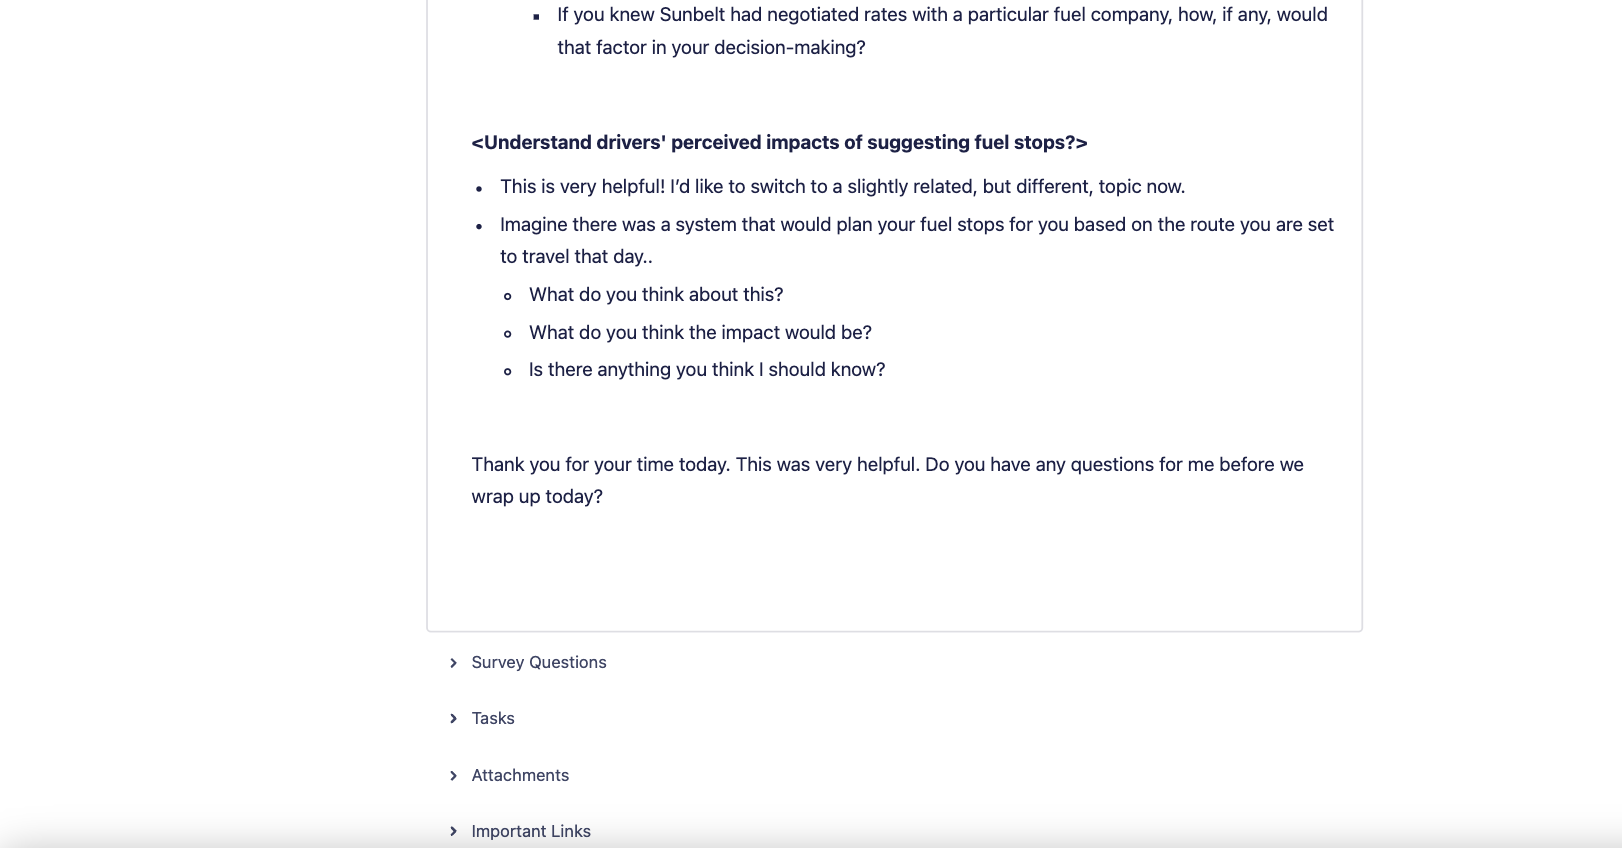 If you knew Sunbelt had negotiated rates with a particular fuel company, how, if any, would
that factor in your decision-making?
<Understand drivers' perceived impacts of suggesting fuel stops?>
This is very helpful! I’d like to switch to a slightly related, but different, topic now.
Imagine there was a system that would plan your fuel stops for you based on the route you are set
to travel that day..
What do you think about this?
What do you think the impact would be?
Is there anything you think I should know?
Thank you for your time today. This was very helpful. Do you have any questions for me before we
wrap up today?
Survey Questions
Tasks
Attachments
Important Links